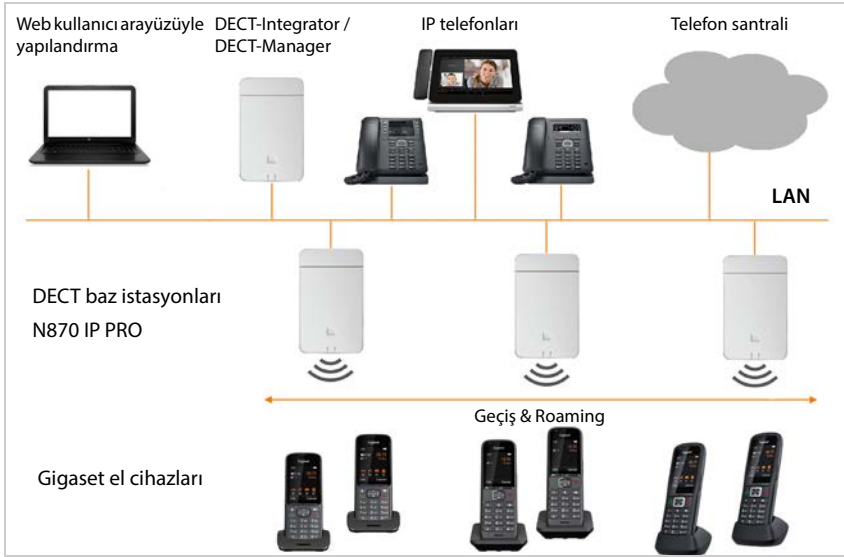 Web kullanıcı arayüzüyle
yapılandırma
DECT-Integrator /
DECT-Manager
IP telefonları
Telefon santrali
LAN
DECT baz istasyonları
N870 IP PRO
Geçiş & Roaming
Gigaset el cihazları